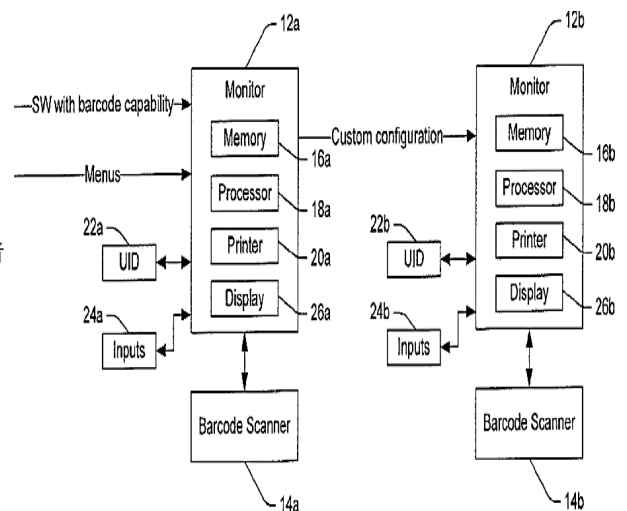 12a
Monitor
SW with barcode capability
Memory
16a
Menus
Processor
18a
22a
UID
Printer
20a
24a
Inputs
Display
26a
Barcode Scanner
14a
Custom configuration
12b
Monitor
Memory
16b
Processor
18b
22b
UID
Printer
20b
24b
Inputs
Display
26b
Barcode Scanner
14b